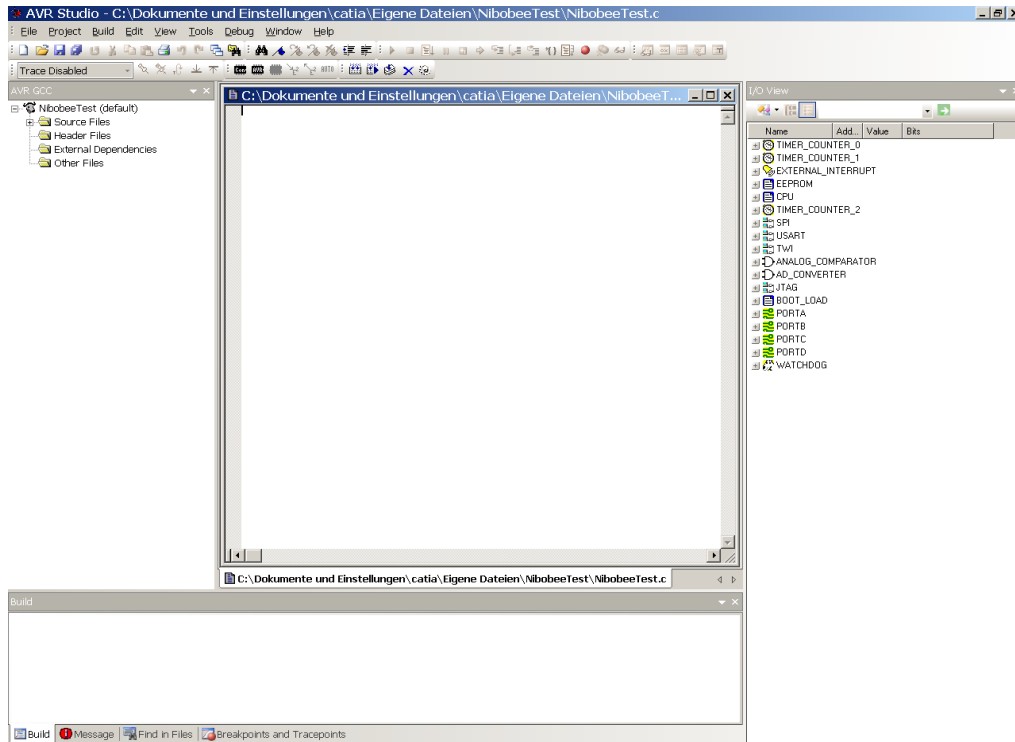 AVR Studio - C:\Dokumente und Einstellungen\catia\Eigene Dateien\NibobeeTest\NibobeeTest.c
File Project Build Edit View Tools Debug Window Help
Trace Disabled
AVR GCC
NibobeeTest (default)
Source Files
Header Files
External Dependencies
Other Files
C:\Dokumente und Einstellungen\catia\Eigene Dateien\NibobeeT...
C:\Dokumente und Einstellungen\catia\Eigene Dateien\NibobeeTest\NibobeeTest.c
I/O View
Name Add... Value Bits
TIMER_COUNTER_0
TIMER_COUNTER_1
EXTERNAL_INTERRUPT
EEPROM
CPU
TIMER_COUNTER_2
SPI
USART
TWI
ANALOG_COMPARATOR
AD_CONVERTER
JTAG
BOOT_LOAD
PORTA
PORTB
PORTC
PORTD
WATCHDOG
Build
Build Message Find in Files Breakpoints and Tracepoints